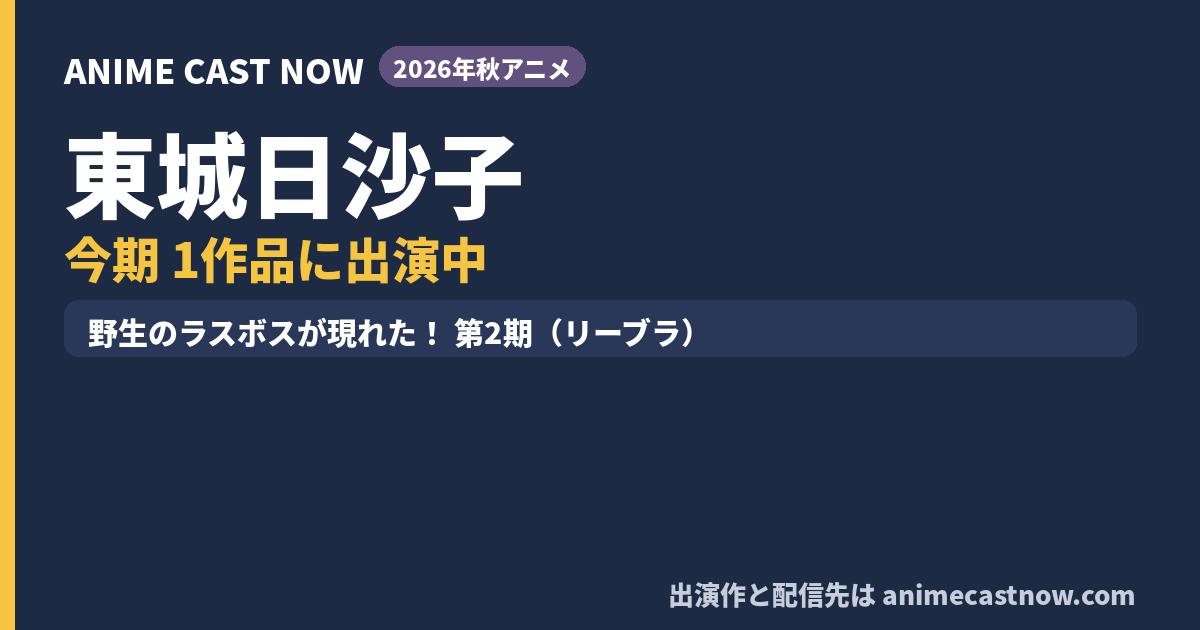 ANIME CAST NOW 2026年秋アニメ
東城日沙子
今期 1作品に出演中
野生のラスボスが現れた！ 第2期（リーブラ）
出演作と配信先は animecastnow.com